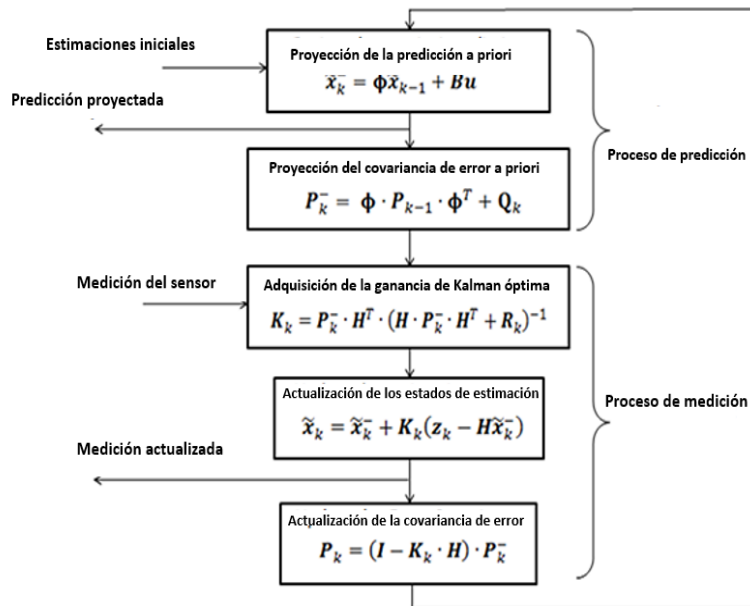 Estimaciones iniciales
Proyección de la predicción a priori
x̃ₖ⁻ = Φx̃ₖ₋₁ + Bu
Predicción proyectada
Proceso de predicción
Proyección del covariancia de error a priori
Pₖ⁻ = Φ · Pₖ₋₁ · Φᵀ + Qₖ
Medición del sensor
Adquisición de la ganancia de Kalman óptima
Kₖ = Pₖ⁻ · Hᵀ · (H · Pₖ⁻ · Hᵀ + Rₖ)⁻¹
Actualización de los estados de estimación
x̃ₖ = x̃ₖ⁻ + Kₖ(zₖ − Hx̃ₖ⁻)
Proceso de medición
Medición actualizada
Actualización de la covariancia de error
Pₖ = (I − Kₖ · H) · Pₖ⁻